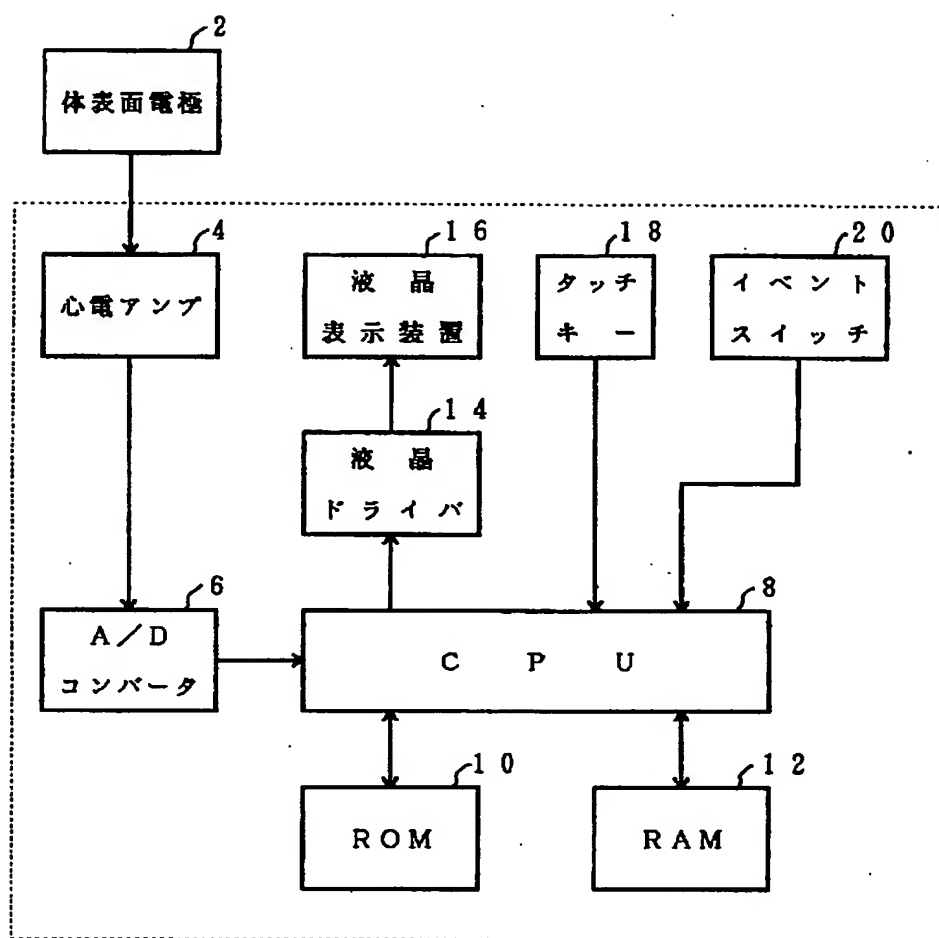 2
体表面電極
4
心電アンプ
16
液晶
表示装置
18
タッチ
キー
20
イベント
スイッチ
14
液晶
ドライバ
6
A/D
コンバータ
8
CPU
10
ROM
12
RAM